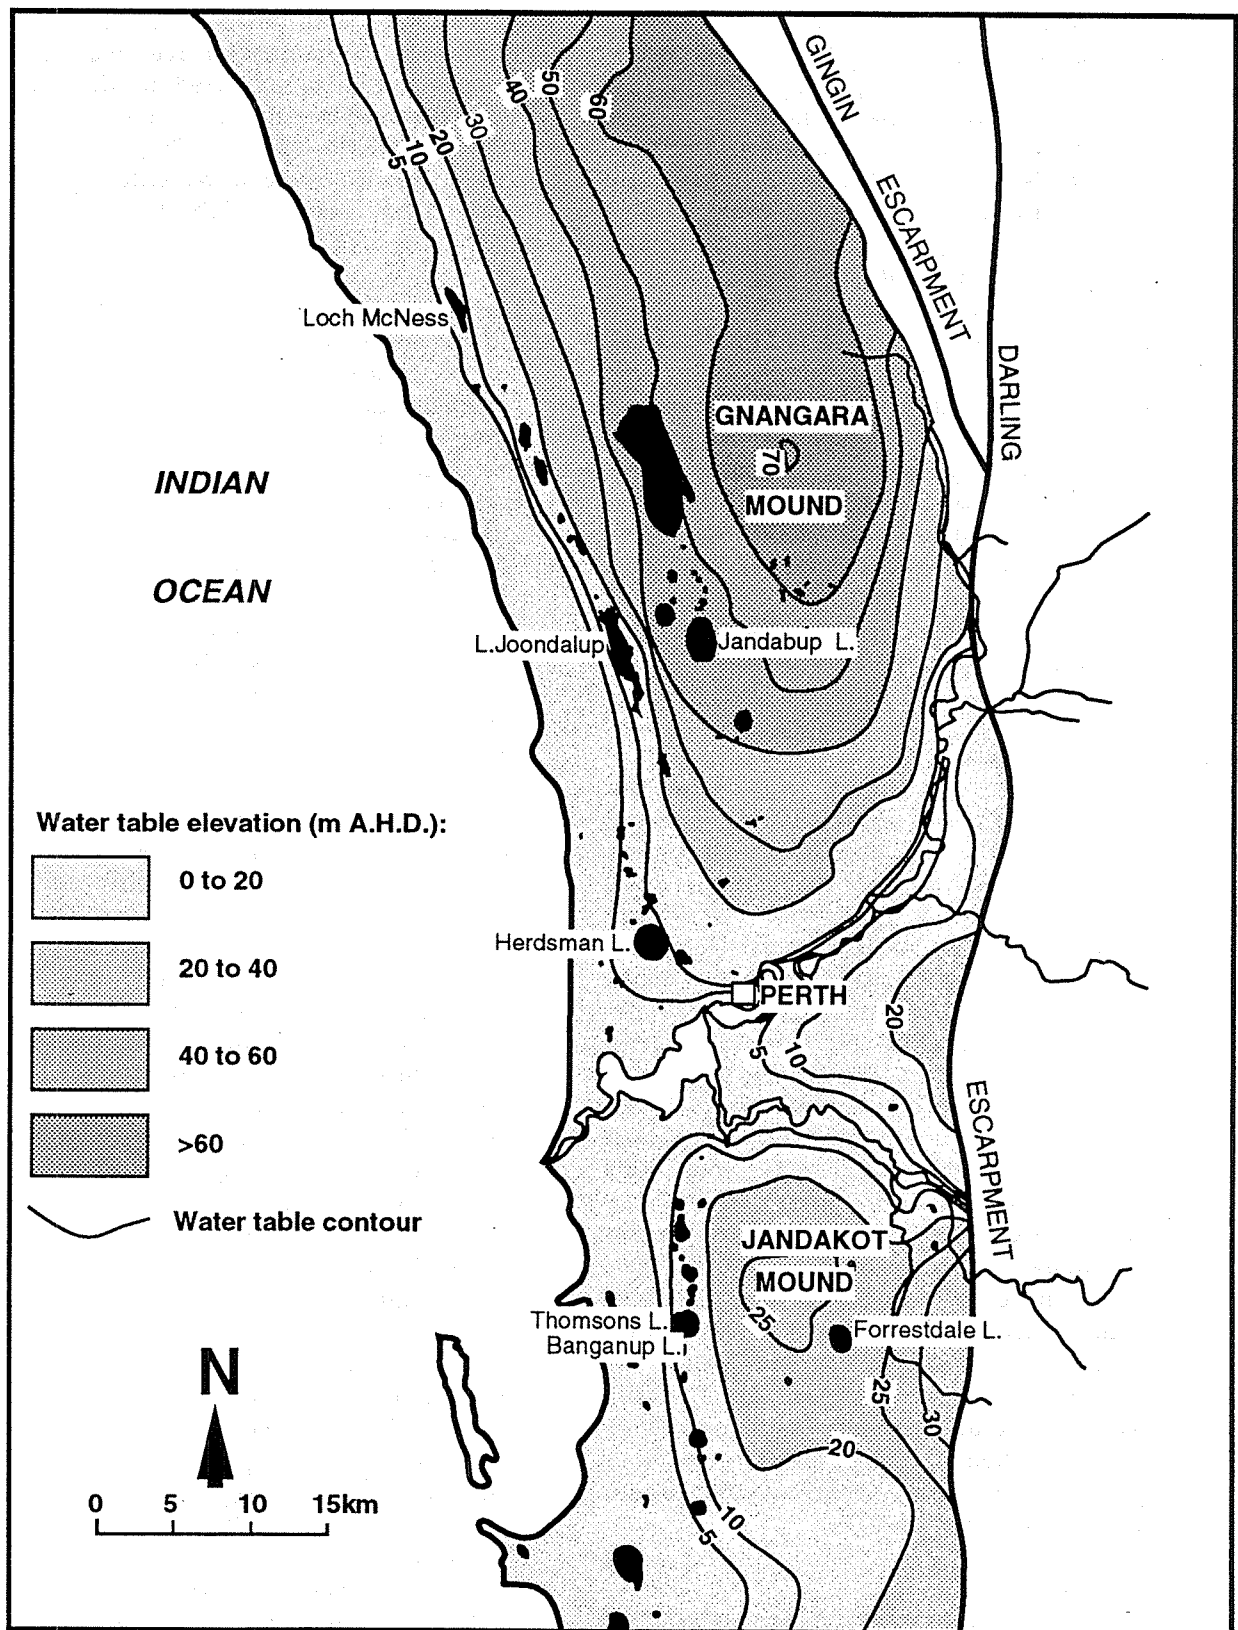 GINGIN
ESCARPMENT
40
50
60
5
10
20
30
Loch McNess
DARLING
GNANGARA
70
MOUND
INDIAN
OCEAN
L.Joondalup
Jandabup L.
Water table elevation (m A.H.D.):
0 to 20
20 to 40
40 to 60
>60
Water table contour
Herdsman L.
PERTH
20
5
10
ESCARPMENT
JANDAKOT
MOUND
25
Thomsons L.
Banganup L.
Forrestdale L.
25
30
20
10
5
N
0 5 10 15km